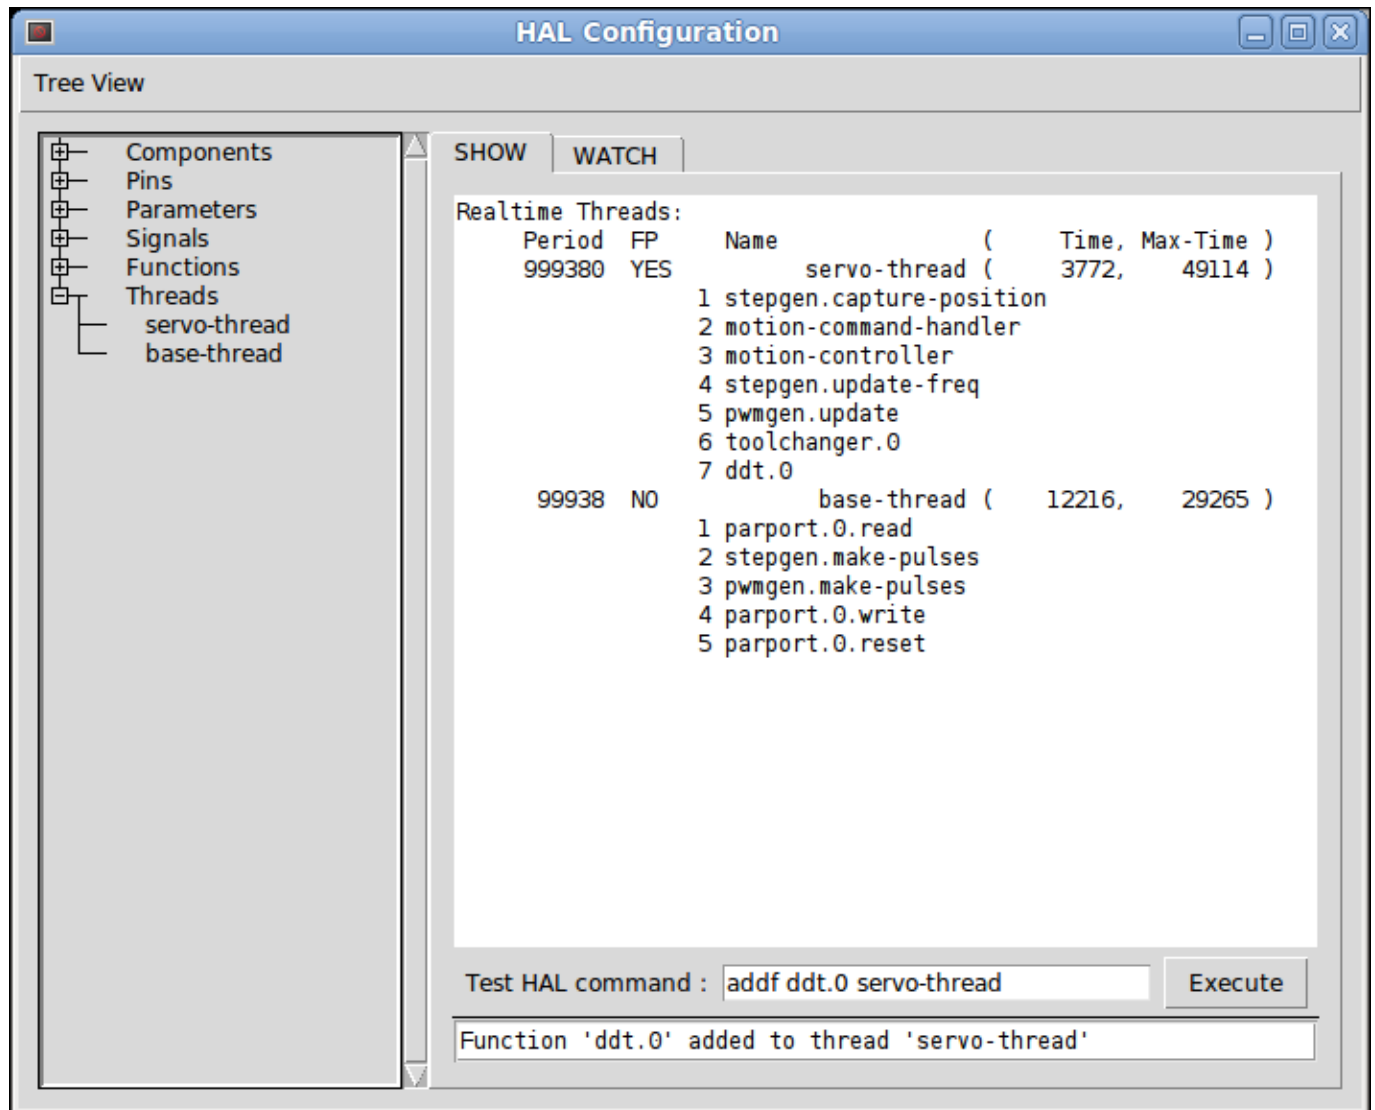 HAL Configuration
Tree View
Components
Pins
Parameters
Signals
Functions
Threads
servo-thread
base-thread
SHOW WATCH
Realtime Threads:
Period FP Name ( Time, Max-Time )
999380 YES servo-thread ( 3772, 49114 )
1 stepgen.capture-position
2 motion-command-handler
3 motion-controller
4 stepgen.update-freq
5 pwmgen.update
6 toolchanger.0
7 ddt.0
99938 NO base-thread ( 12216, 29265 )
1 parport.0.read
2 stepgen.make-pulses
3 pwmgen.make-pulses
4 parport.0.write
5 parport.0.reset
Test HAL command : addf ddt.0 servo-thread Execute
Function 'ddt.0' added to thread 'servo-thread'